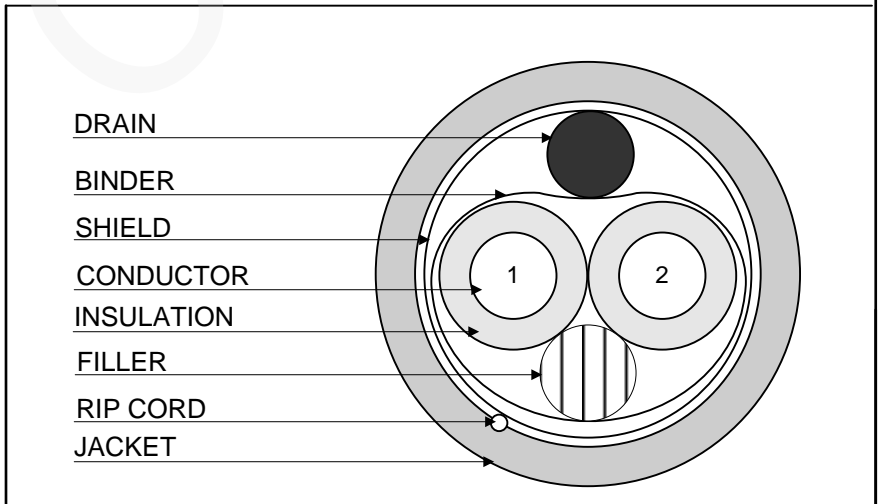 DRAIN
BINDER
SHIELD
CONDUCTOR
INSULATION
FILLER
RIP CORD
JACKET
1 2